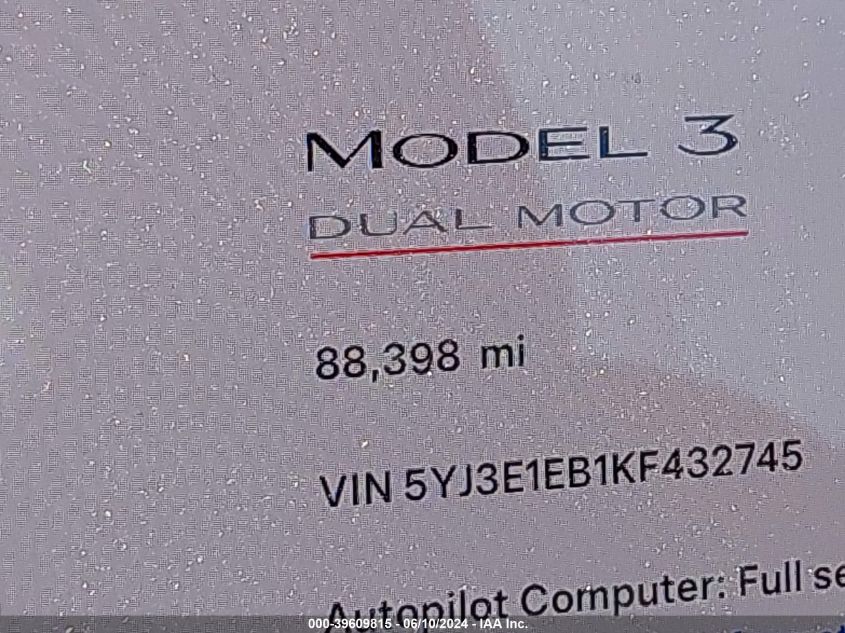 MODEL 3
DUAL MOTOR
88,398 mi
VIN 5YJ3E1EB1KF432745
Autopilot Computer: Full se
000-39609815 - 06/10/2024 - IAA Inc.